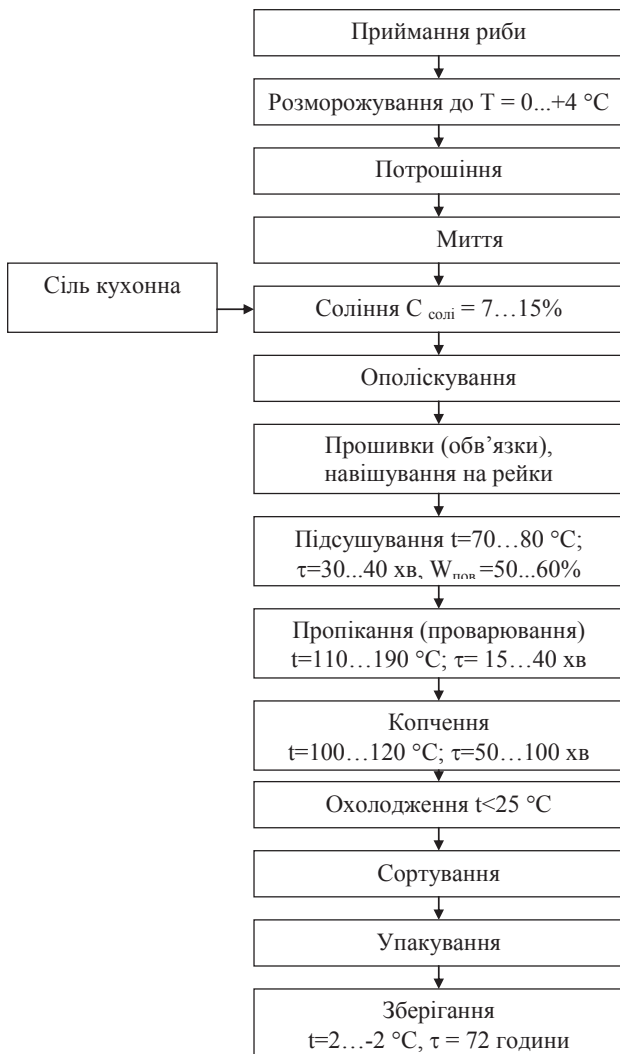 Приймання риби
Розморожування до Т = 0...+4 °С
Потрошіння
Миття
Сіль кухонна
Соління С солі = 7…15%
Ополіскування
Прошивки (обв’язки),
навішування на рейки
Підсушування t=70…80 °С;
τ=30...40 хв, Wпов =50...60%
Пропікання (проварювання)
t=110…190 °С; τ= 15…40 хв
Копчення
t=100…120 °С; τ=50…100 хв
Охолодження t<25 °С
Сортування
Упакування
Зберігання
t=2…-2 °С, τ = 72 години